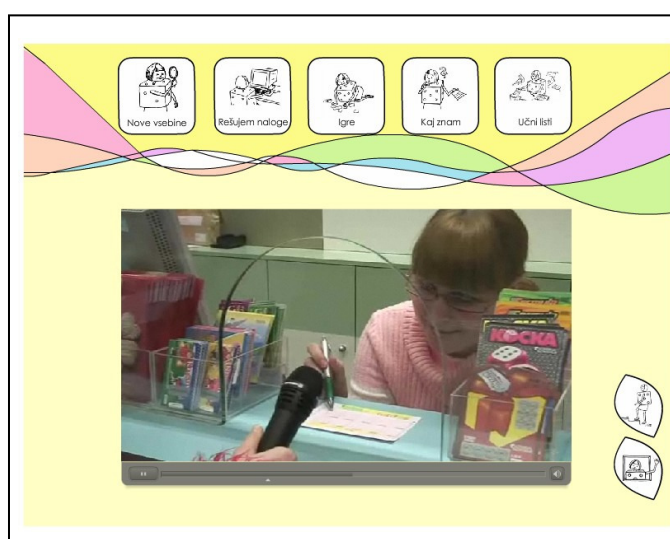 Nove vsebine
Rešujem naloge
Igre
Kaj znam
Učni listi
KOCKA